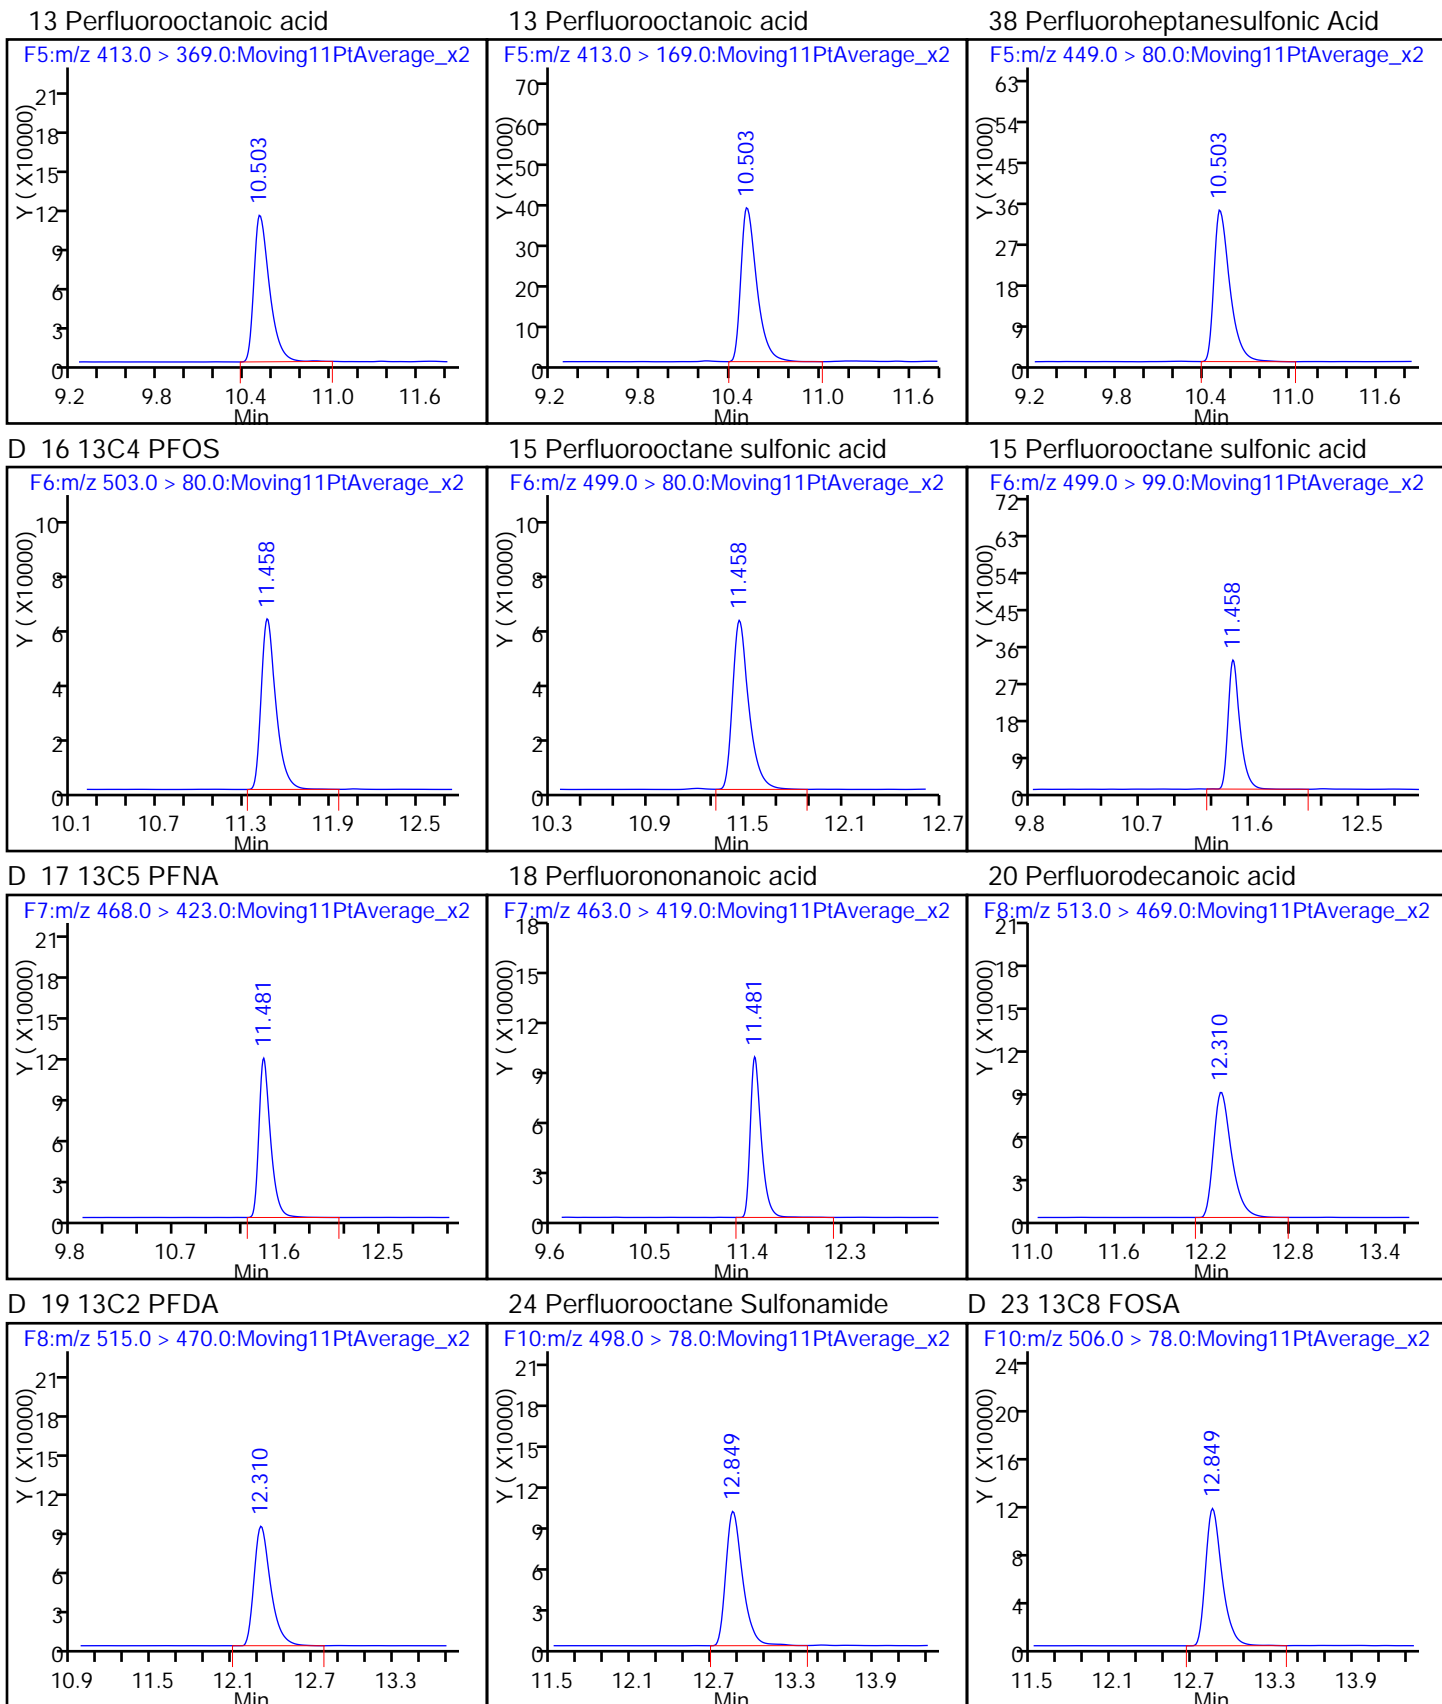 13 Perfluorooctanoic acid
F5:m/z 413.0 > 369.0:Moving11PtAverage_x2
Y ( X10000)
21
18
15
12
9
6
3
0
10.503
9.2 9.8 10.4 11.0 11.6
Min
13 Perfluorooctanoic acid
F5:m/z 413.0 > 169.0:Moving11PtAverage_x2
Y ( X1000)
70
60
50
40
30
20
10
0
10.503
9.2 9.8 10.4 11.0 11.6
Min
38 Perfluoroheptanesulfonic Acid
F5:m/z 449.0 > 80.0:Moving11PtAverage_x2
Y ( X1000)
63
54
45
36
27
18
9
0
10.503
9.2 9.8 10.4 11.0 11.6
Min
D 16 13C4 PFOS
F6:m/z 503.0 > 80.0:Moving11PtAverage_x2
Y ( X10000)
10
8
6
4
2
0
11.458
10.1 10.7 11.3 11.9 12.5
Min
15 Perfluorooctane sulfonic acid
F6:m/z 499.0 > 80.0:Moving11PtAverage_x2
Y ( X10000)
10
8
6
4
2
0
11.458
10.3 10.9 11.5 12.1 12.7
Min
15 Perfluorooctane sulfonic acid
F6:m/z 499.0 > 99.0:Moving11PtAverage_x2
Y ( X1000)
72
63
54
45
36
27
18
9
0
11.458
9.8 10.7 11.6 12.5
Min
D 17 13C5 PFNA
F7:m/z 468.0 > 423.0:Moving11PtAverage_x2
Y ( X10000)
21
18
15
12
9
6
3
0
11.481
9.8 10.7 11.6 12.5
Min
18 Perfluorononanoic acid
F7:m/z 463.0 > 419.0:Moving11PtAverage_x2
Y ( X10000)
18
15
12
9
6
3
0
11.481
9.6 10.5 11.4 12.3
Min
20 Perfluorodecanoic acid
F8:m/z 513.0 > 469.0:Moving11PtAverage_x2
Y ( X10000)
21
18
15
12
9
6
3
0
12.310
11.0 11.6 12.2 12.8 13.4
Min
D 19 13C2 PFDA
F8:m/z 515.0 > 470.0:Moving11PtAverage_x2
Y ( X10000)
21
18
15
12
9
6
3
0
12.310
10.9 11.5 12.1 12.7 13.3
Min
24 Perfluorooctane Sulfonamide
F10:m/z 498.0 > 78.0:Moving11PtAverage_x2
Y ( X10000)
21
18
15
12
9
6
3
0
12.849
11.5 12.1 12.7 13.3 13.9
Min
D 23 13C8 FOSA
F10:m/z 506.0 > 78.0:Moving11PtAverage_x2
Y ( X10000)
24
20
16
12
8
4
0
12.849
11.5 12.1 12.7 13.3 13.9
Min